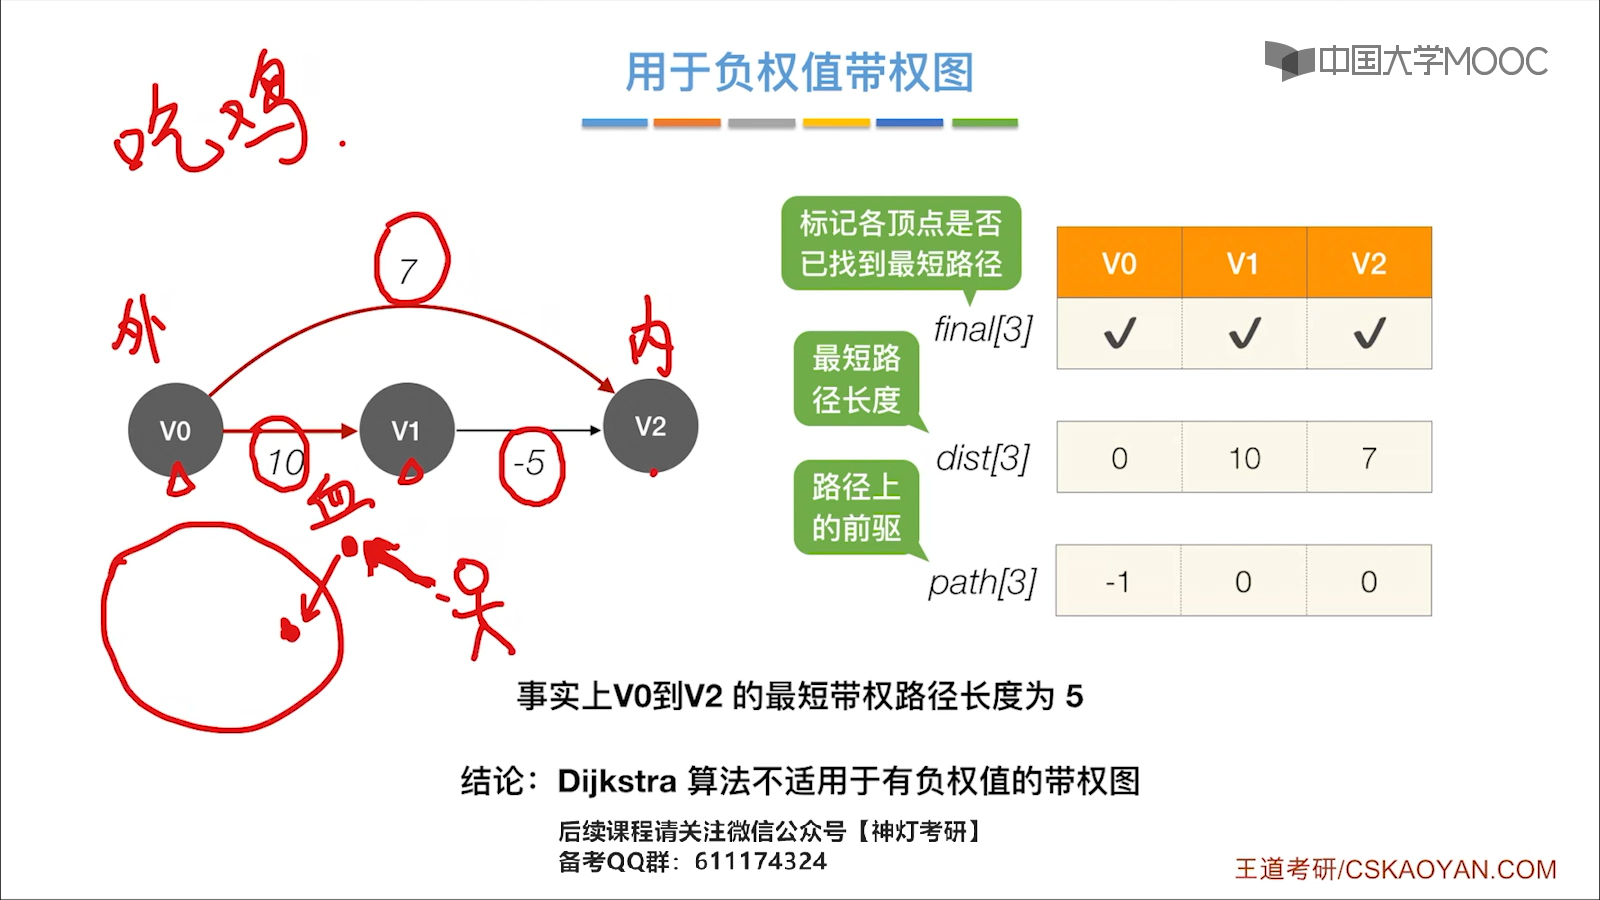 用于负权值带权图
中国大学MOOC
吃鸡.
标记各顶点是否
已找到最短路径
V0 V1 V2
final[3] ✓ ✓ ✓
最短路
径长度
dist[3] 0 10 7
路径上
的前驱
path[3] -1 0 0
7
外
内
V0
V1
V2
10
-5
血
事实上V0到V2 的最短带权路径长度为 5
结论：Dijkstra 算法不适用于有负权值的带权图
后续课程请关注微信公众号【神灯考研】
备考QQ群：611174324
王道考研/CSKAOYAN.COM